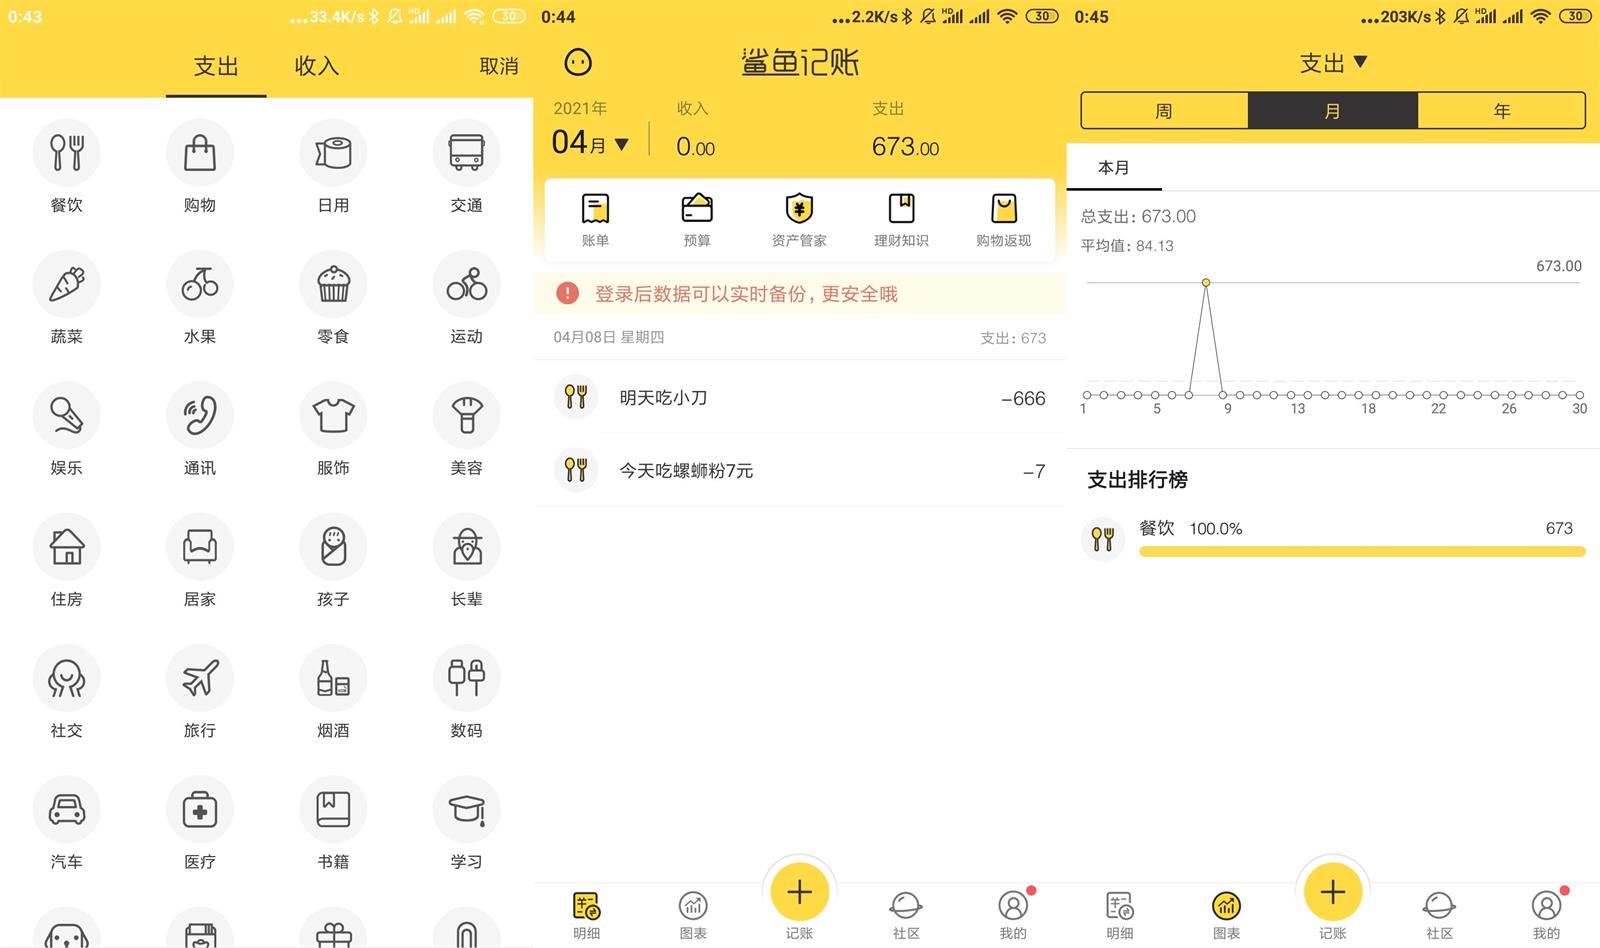 0:43 ...33.4K/s HD 30
支出 收入 取消
餐饮 购物 日用 交通
蔬菜 水果 零食 运动
娱乐 通讯 服饰 美容
住房 居家 孩子 长辈
社交 旅行 烟酒 数码
汽车 医疗 书籍 学习
0:44 ...2.2K/s HD 30
鲨鱼记账
2021年 收入 支出
04月 0.00 673.00
账单 预算 资产管家 理财知识 购物返现
登录后数据可以实时备份，更安全哦
04月08日 星期四 支出: 673
明天吃小刀 -666
今天吃螺蛳粉7元 -7
明细 图表 记账 社区 我的
0:45 ...203K/s HD 30
支出
周 月 年
本月
总支出: 673.00
平均值: 84.13
673.00
1 5 9 13 18 22 26 30
支出排行榜
餐饮 100.0% 673
明细 图表 记账 社区 我的